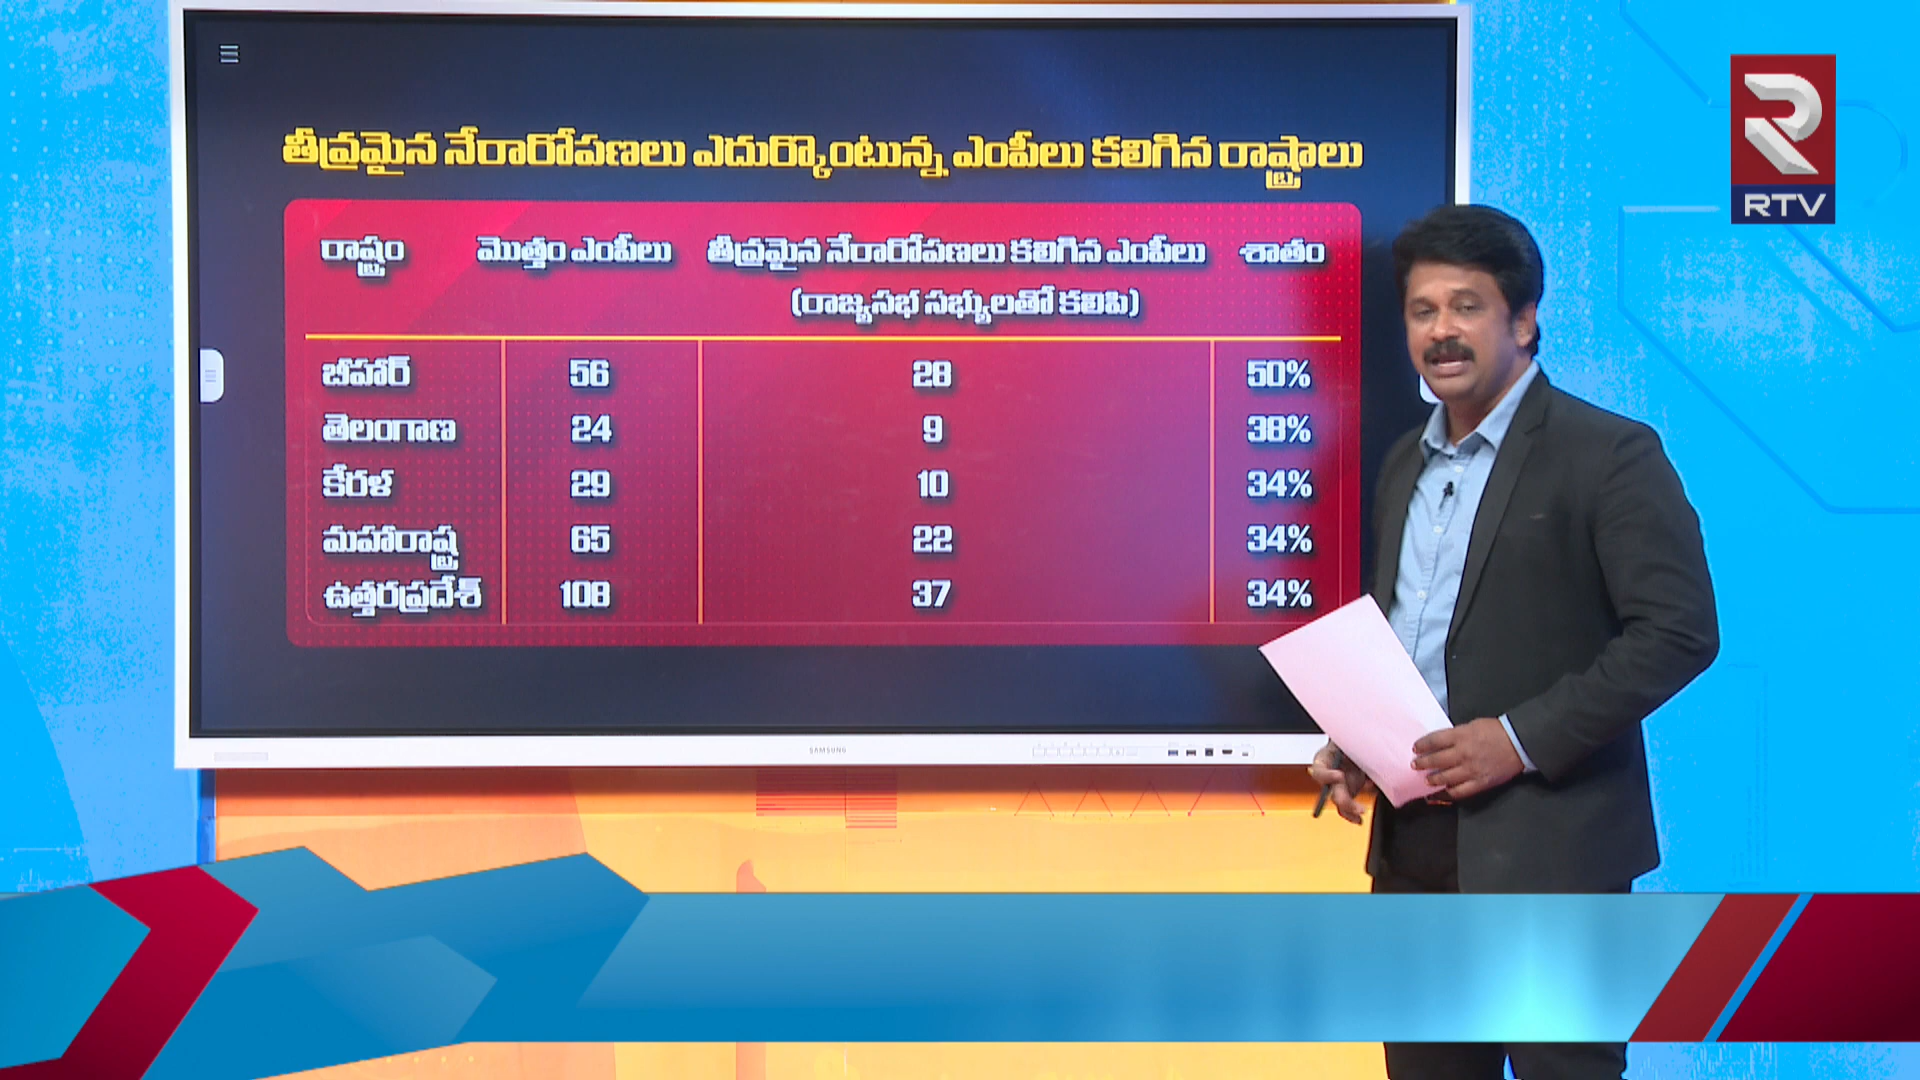 RTV
తీవ్రమైన నేరారోపణలు ఎదుర్కొంటున్న ఎంపీలు కలిగిన రాష్ట్రాలు
రాష్ట్రం మొత్తం ఎంపీలు తీవ్రమైన నేరారోపణలు కలిగిన ఎంపీలు శాతం
(రాజ్యసభ సభ్యులతో కలిపి)
బీహార్ 56 28 50%
తెలంగాణ 24 9 38%
కేరళ 29 10 34%
మహారాష్ట్ర 65 22 34%
ఉత్తరప్రదేశ్ 108 37 34%
SAMSUNG